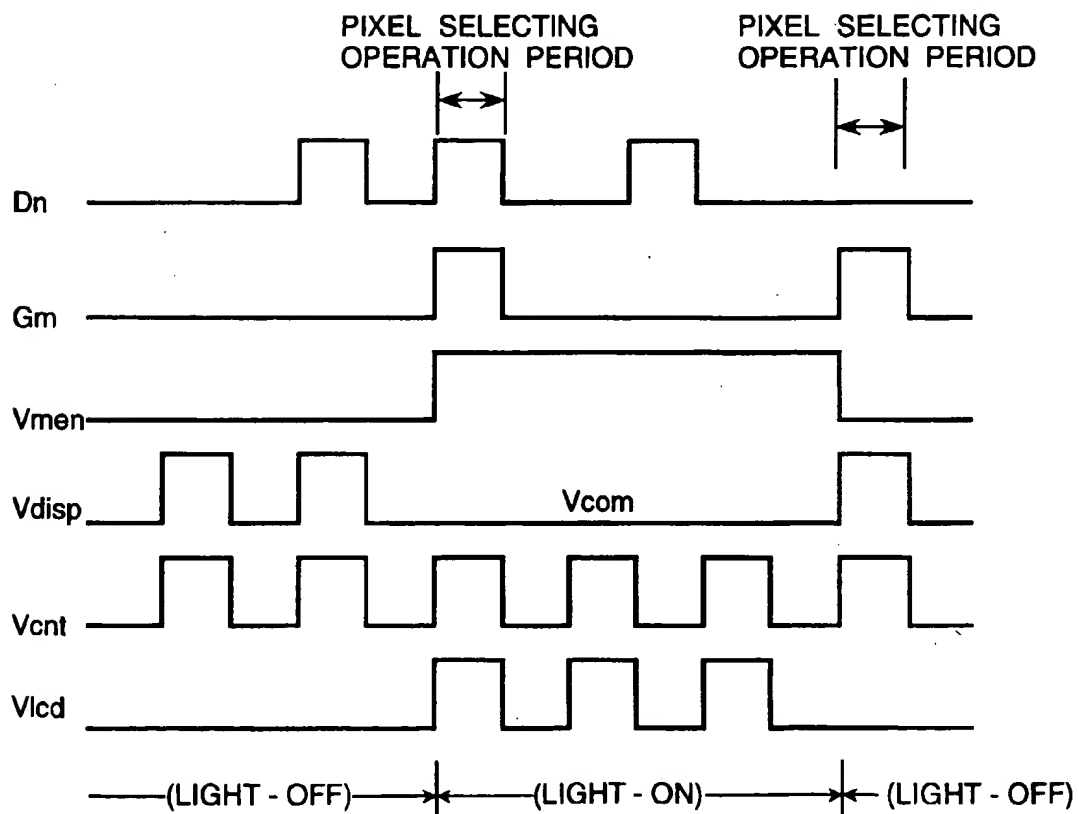 PIXEL SELECTING
OPERATION PERIOD
PIXEL SELECTING
OPERATION PERIOD
Dn
Gm
Vmen
Vdisp
Vcom
Vcnt
Vlcd
(LIGHT - OFF)
(LIGHT - ON)
(LIGHT - OFF)